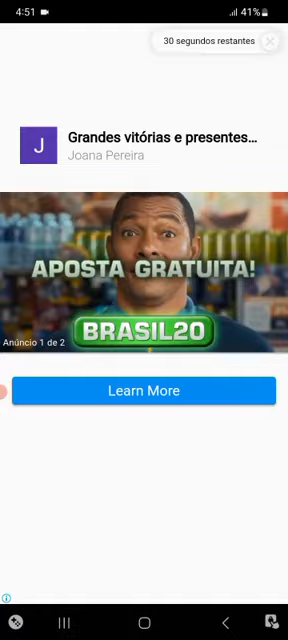 4:51
41%
30 segundos restantes
J
Grandes vitórias e presentes…
Joana Pereira
APOSTA GRATUITA!
BRASIL20
Anúncio 1 de 2
Learn More